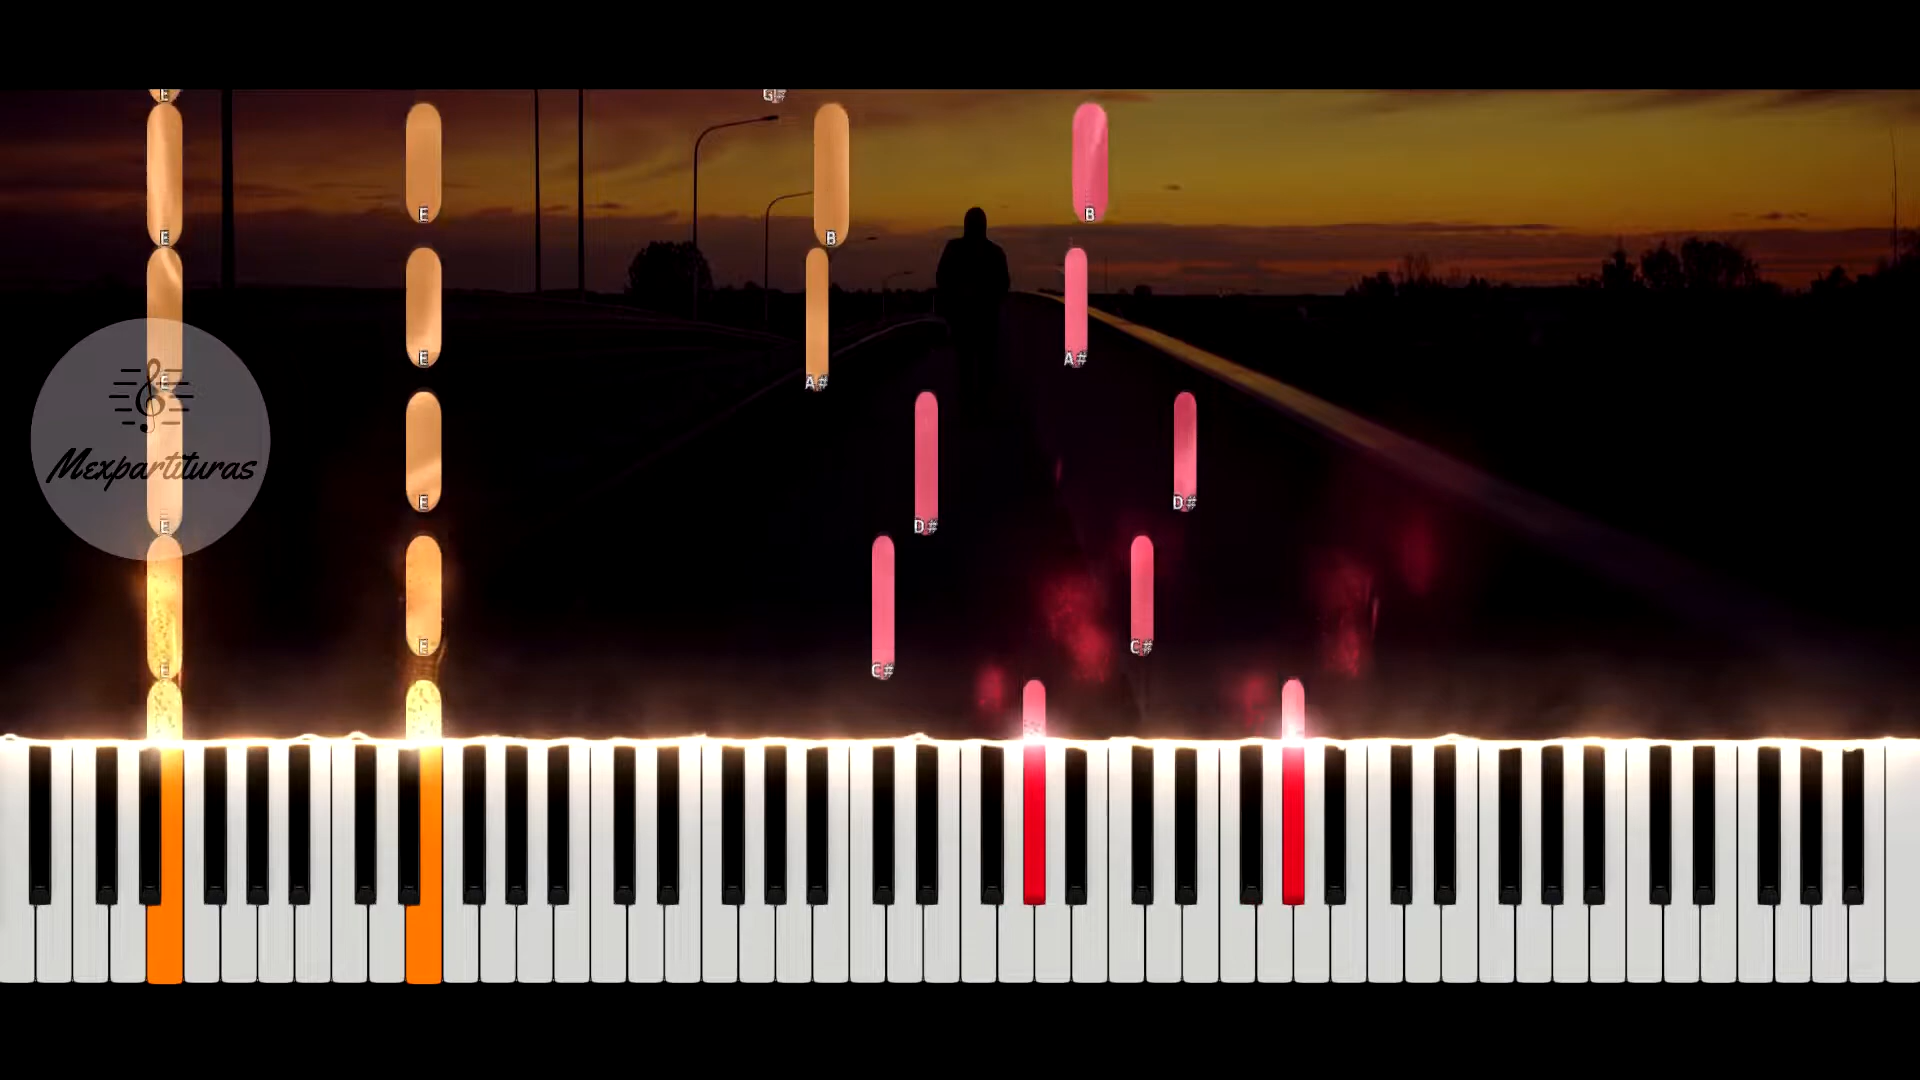 E G#
E E B B
E A# E A#
E D# E D#
Mexpartituras
E C# E C#